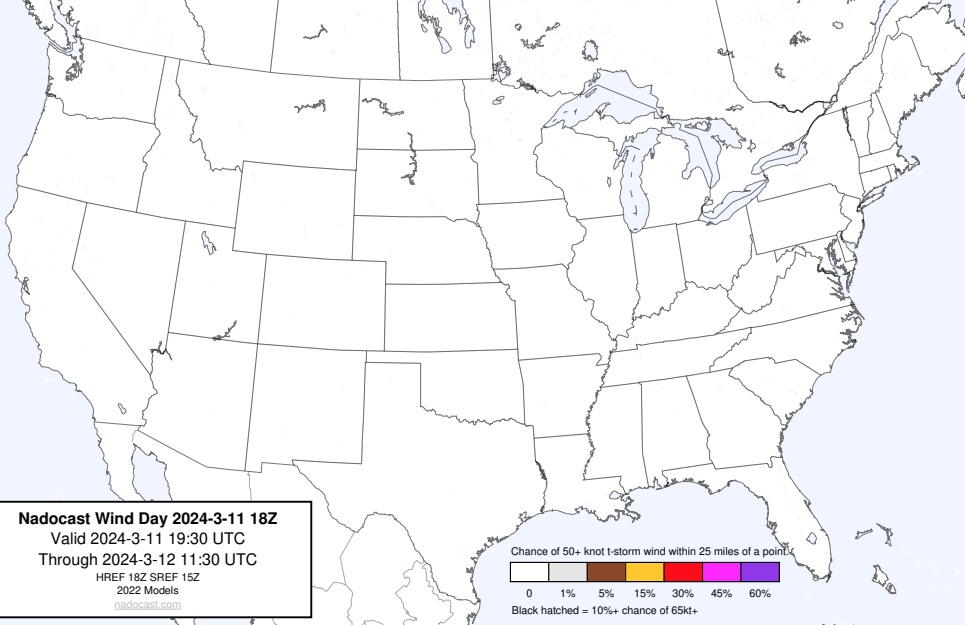 Nadocast Wind Day 2024-3-11 18Z
Valid 2024-3-11 19:30 UTC
Through 2024-3-12 11:30 UTC
HREF 18Z SREF 15Z
2022 Models
nadocast.com
Chance of 50+ knot t-storm wind within 25 miles of a point.
0 1% 5% 15% 30% 45% 60%
Black hatched = 10%+ chance of 65kt+